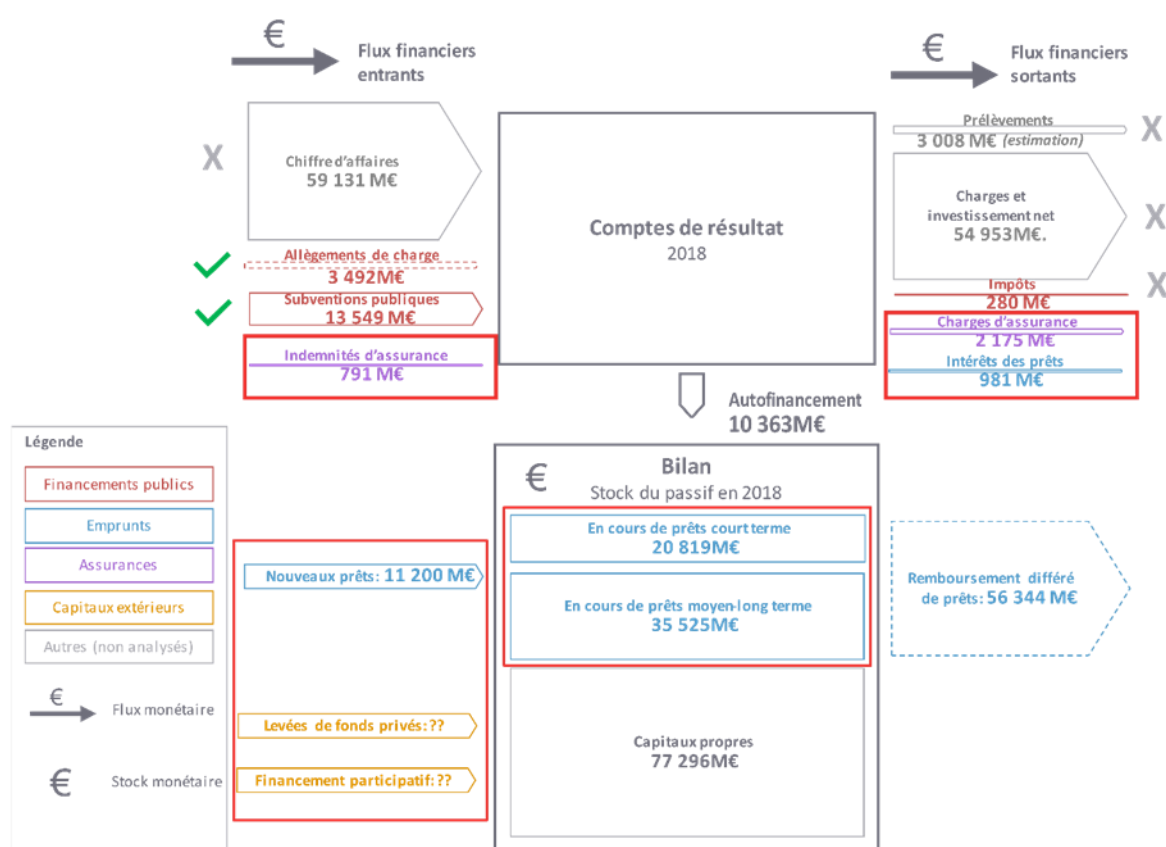 €
Flux financiers
entrants
€
Flux financiers
sortants
X
Chiffre d'affaires
59 131 M€
Allègements de charge
3 492M€
Subventions publiques
13 549 M€
Indemnités d'assurance
791 M€
Comptes de résultat
2018
Prélèvements
3 008 M€ (estimation)
X
Charges et
investissement net
54 953M€.
X
Impôts
280 M€
X
Charges d'assurance
2 175 M€
Intérêts des prêts
981 M€
Autofinancement
10 363M€
Légende
Financements publics
Emprunts
Assurances
Capitaux extérieurs
Autres (non analysés)
€
Flux monétaire
€
Stock monétaire
Nouveaux prêts: 11 200 M€
Levées de fonds privés: ??
Financement participatif: ??
€
Bilan
Stock du passif en 2018
En cours de prêts court terme
20 819M€
En cours de prêts moyen-long terme
35 525M€
Capitaux propres
77 296M€
Remboursement différé
de prêts: 56 344 M€